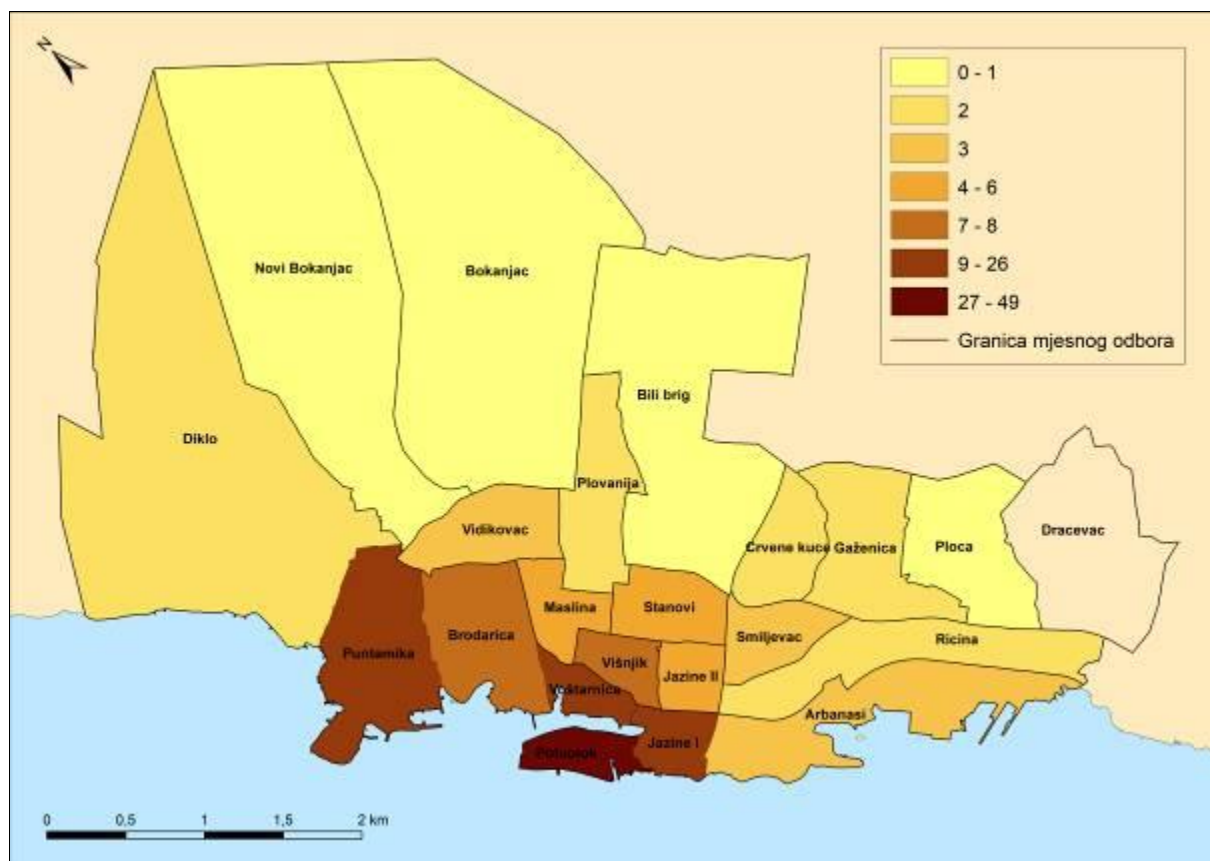 N
0 - 1
2
3
4 - 6
7 - 8
9 - 26
27 - 49
Granica mjesnog odbora
Novi Bokanjac
Bokanjac
Bili brig
Diklo
Plovanija
Vidikovac
Crvene kuce
Gaženica
Ploca
Dracevac
Maslina
Stanovi
Brodarica
Smiljevac
Ricina
Puntamika
Višnjik
Jazine II
Voštarnica
Arbanasi
Jazine I
Poluotok
0 0,5 1 1,5 2 km